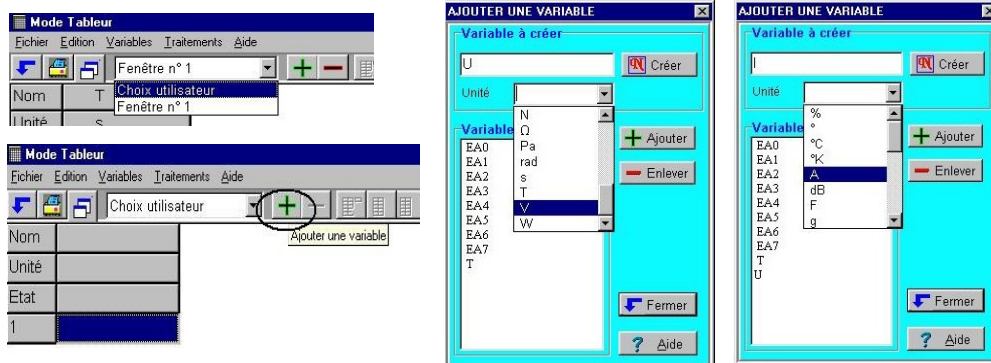 Mode Tableur
Fichier Edition Variables Traitements Aide
Fenêtre n° 1
Choix utilisateur
Fenêtre n° 1
Nom T
Unité s
Mode Tableur
Fichier Edition Variables Traitements Aide
Choix utilisateur
Ajouter une variable
Nom
Unité
Etat
1
AJOUTER UNE VARIABLE
Variable à créer
U
Créer
Unité
N
Ω
Pa
rad
s
T
V
W
Variable
EA0
EA1
EA2
EA3
EA4
EA5
EA6
EA7
T
Ajouter
Enlever
Fermer
Aide
AJOUTER UNE VARIABLE
Variable à créer
I
Créer
Unité
%
°
°C
°K
A
dB
F
g
Variable
EA0
EA1
EA2
EA3
EA4
EA5
EA6
EA7
T
U
Ajouter
Enlever
Fermer
Aide